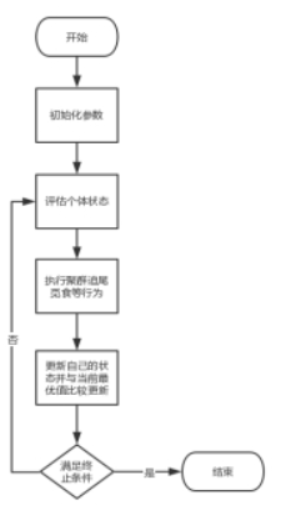 开始
初始化参数
评估个体状态
执行聚群追尾
觅食等行为
否
更新自己的状
态并与当前最
优值比较更新
满足终
止条件
是
结束